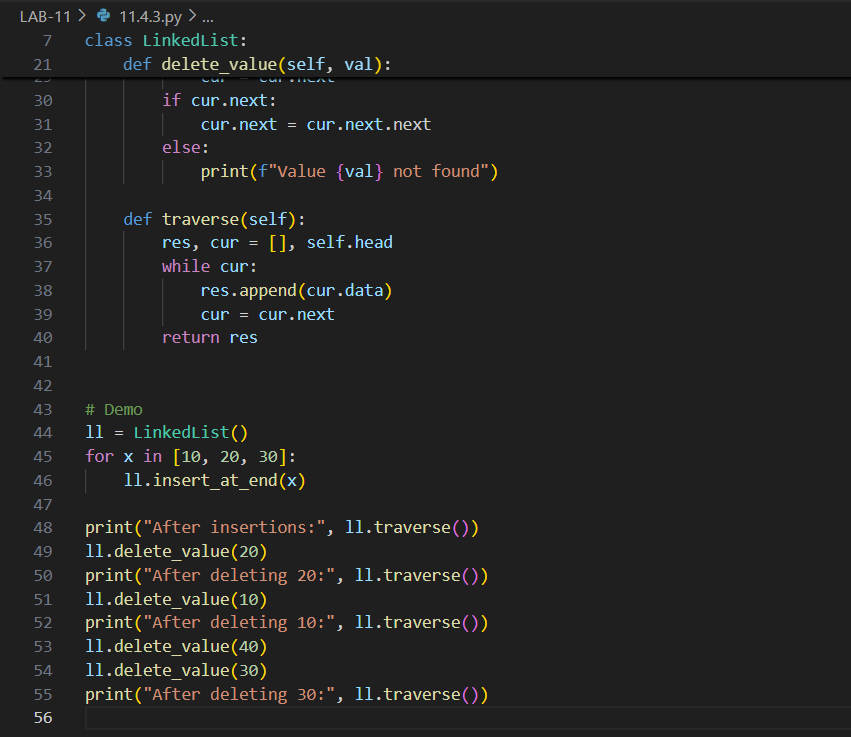 LAB-11 > 11.4.3.py > ...
7 class LinkedList:
21     def delete_value(self, val):
29             cur = cur.next
30         if cur.next:
31             cur.next = cur.next.next
32         else:
33             print(f"Value {val} not found")
34
35     def traverse(self):
36         res, cur = [], self.head
37         while cur:
38             res.append(cur.data)
39             cur = cur.next
40         return res
41
42
43 # Demo
44 ll = LinkedList()
45 for x in [10, 20, 30]:
46     ll.insert_at_end(x)
47
48 print("After insertions:", ll.traverse())
49 ll.delete_value(20)
50 print("After deleting 20:", ll.traverse())
51 ll.delete_value(10)
52 print("After deleting 10:", ll.traverse())
53 ll.delete_value(40)
54 ll.delete_value(30)
55 print("After deleting 30:", ll.traverse())
56